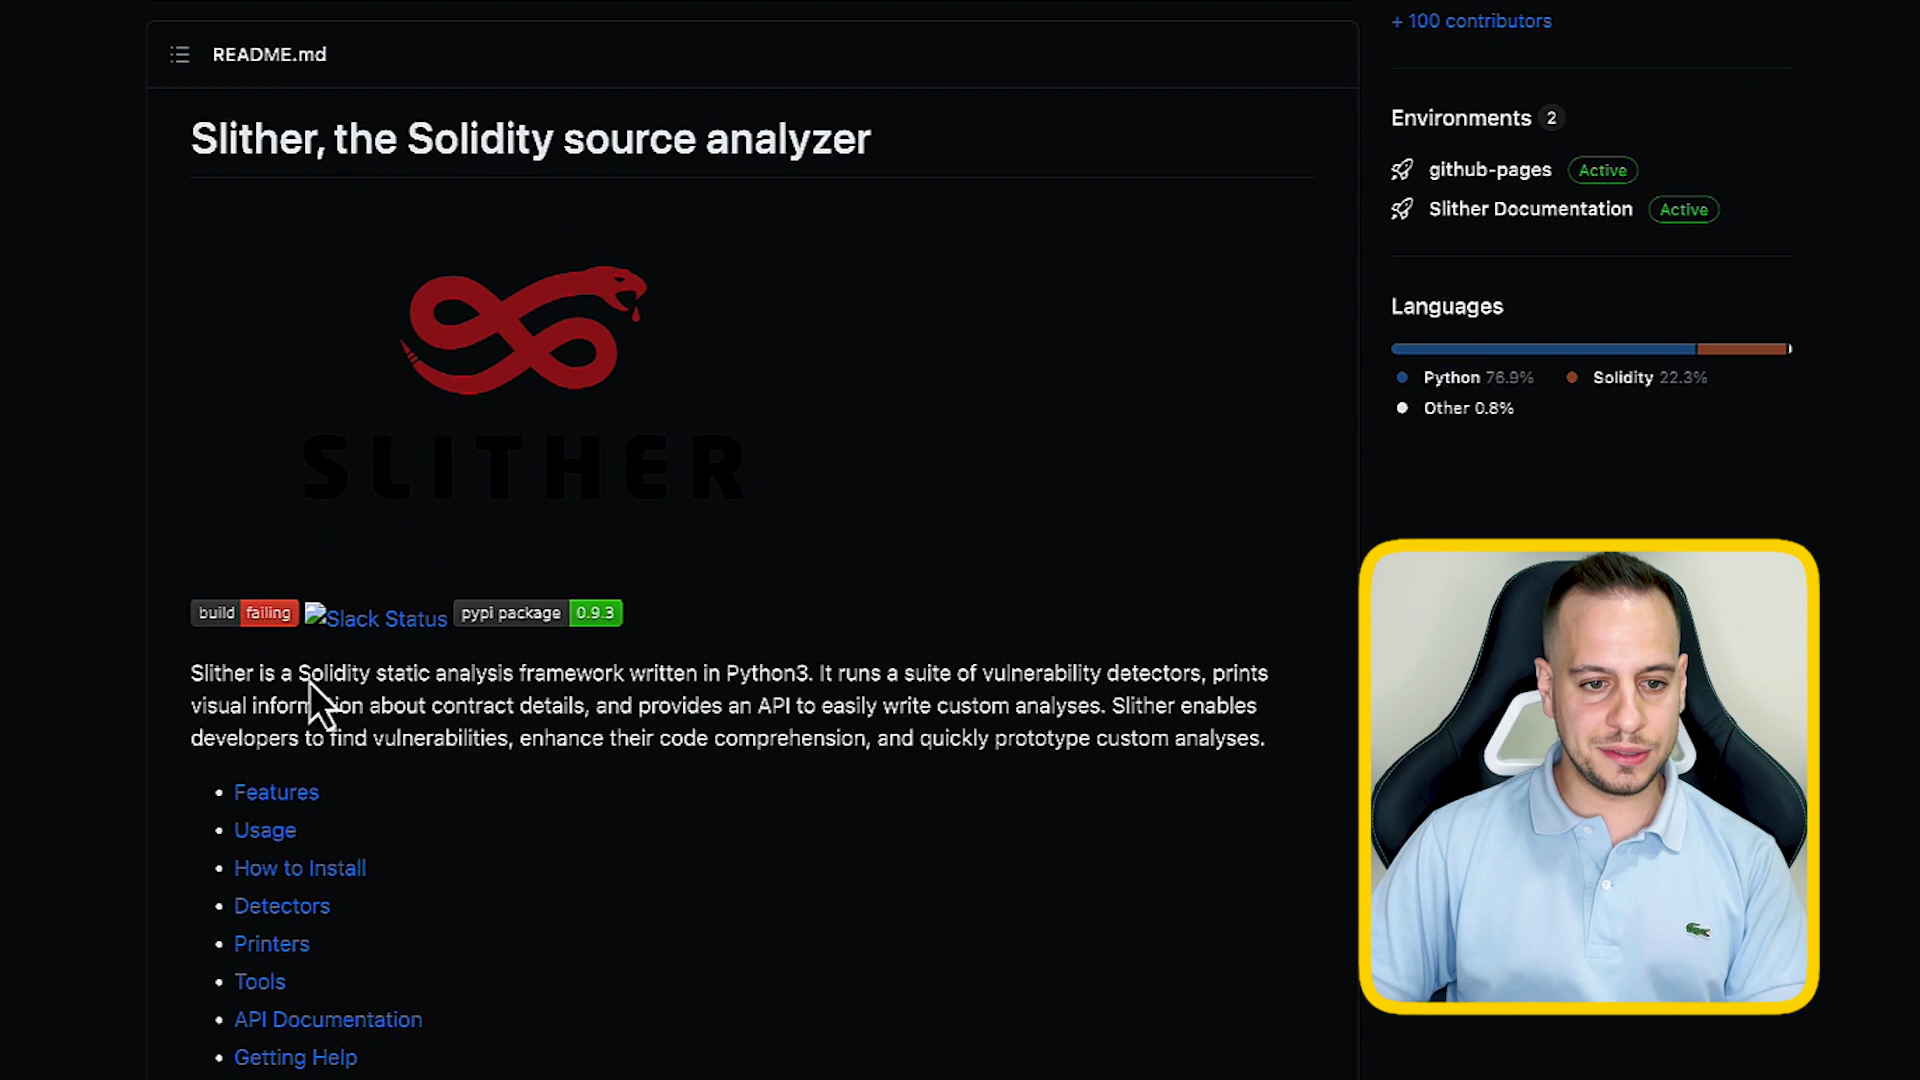 README.md
Slither, the Solidity source analyzer
SLITHER
build failing Slack Status pypi package 0.9.3
Slither is a Solidity static analysis framework written in Python3. It runs a suite of vulnerability detectors, prints
visual information about contract details, and provides an API to easily write custom analyses. Slither enables
developers to find vulnerabilities, enhance their code comprehension, and quickly prototype custom analyses.
• Features
• Usage
• How to Install
• Detectors
• Printers
• Tools
• API Documentation
• Getting Help
+ 100 contributors
Environments 2
github-pages Active
Slither Documentation Active
Languages
Python 76.9% Solidity 22.3%
Other 0.8%